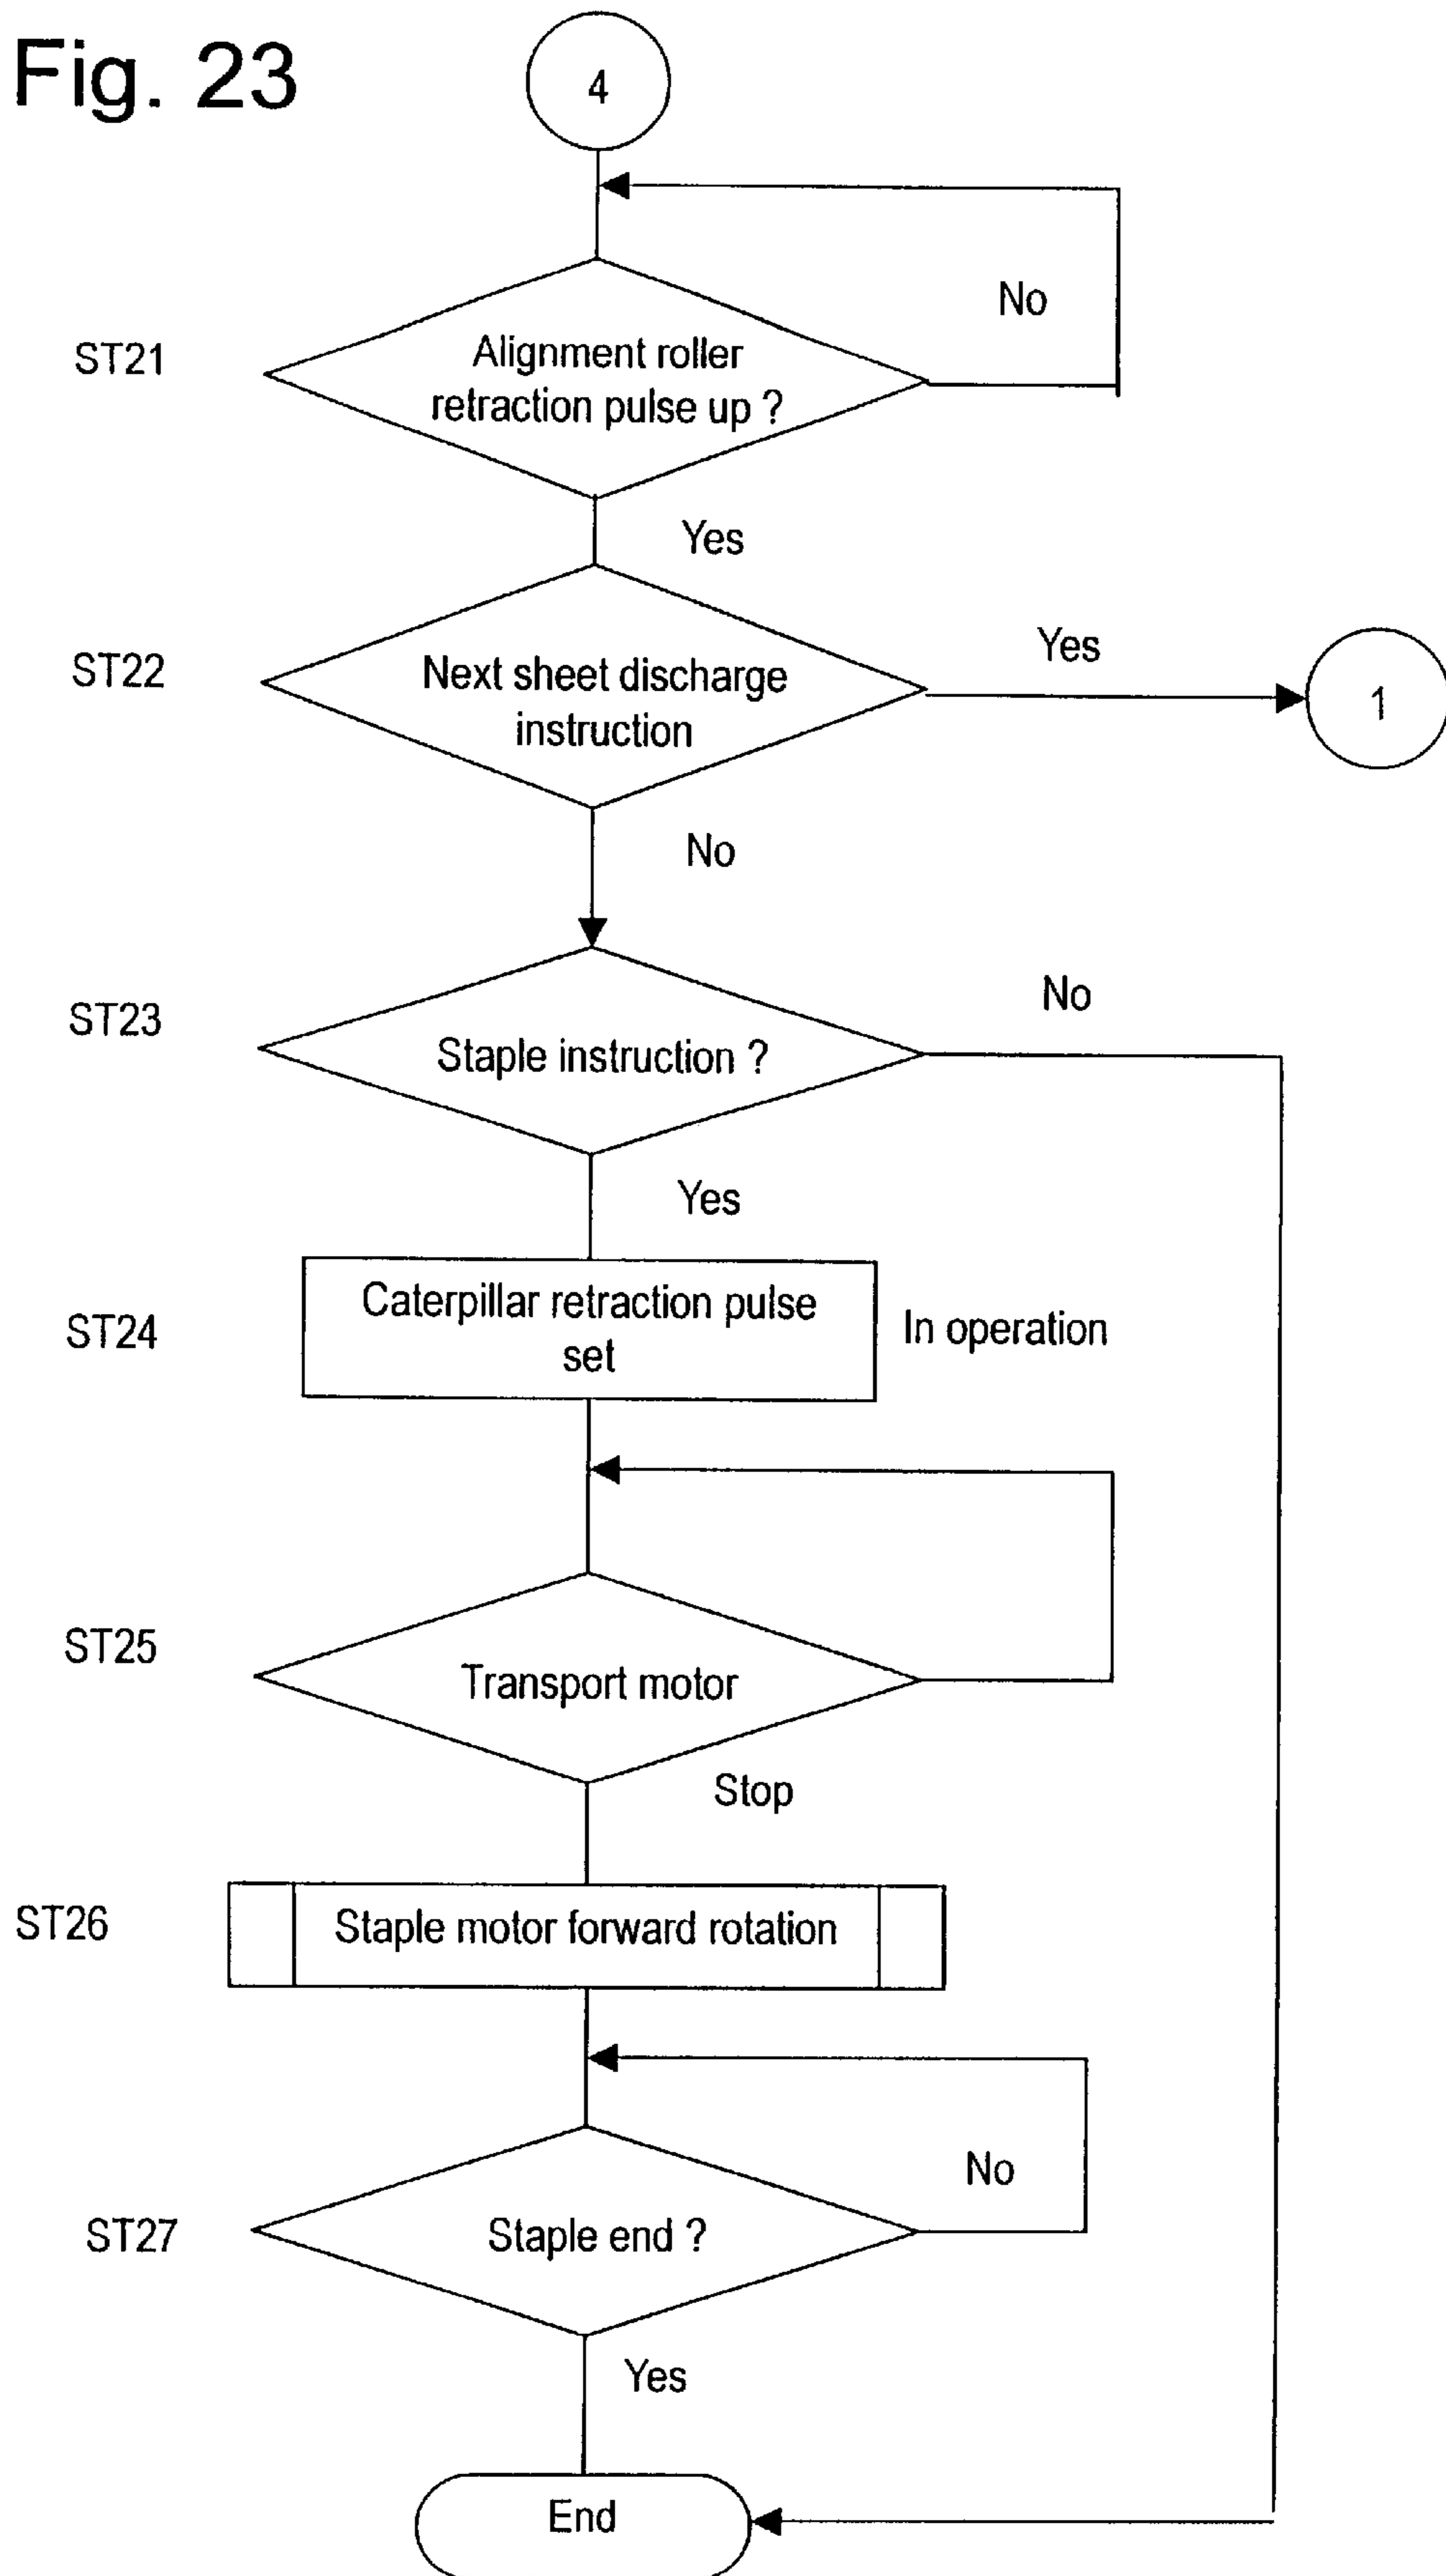 Fig. 23
4
No
ST21
Alignment roller
retraction pulse up ?
Yes
ST22
Next sheet discharge
instruction
Yes
1
No
ST23
Staple instruction ?
No
Yes
ST24
Caterpillar retraction pulse
set
In operation
ST25
Transport motor
Stop
ST26
Staple motor forward rotation
No
ST27
Staple end ?
Yes
End